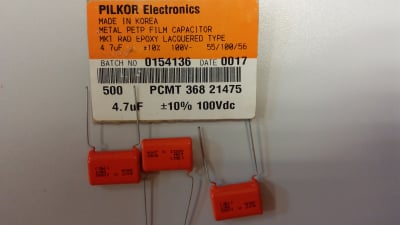 PILKOR Electronics
MADE IN KOREA
METAL PETP FILM CAPACITOR
MKT RAD EPOXY LACQUERED TYPE
4.7uF ±10% 100V- 55/100/56
BATCH NO 0154136 DATE 0017
500 PCMT 368 21475
4.7uF ±10% 100Vdc